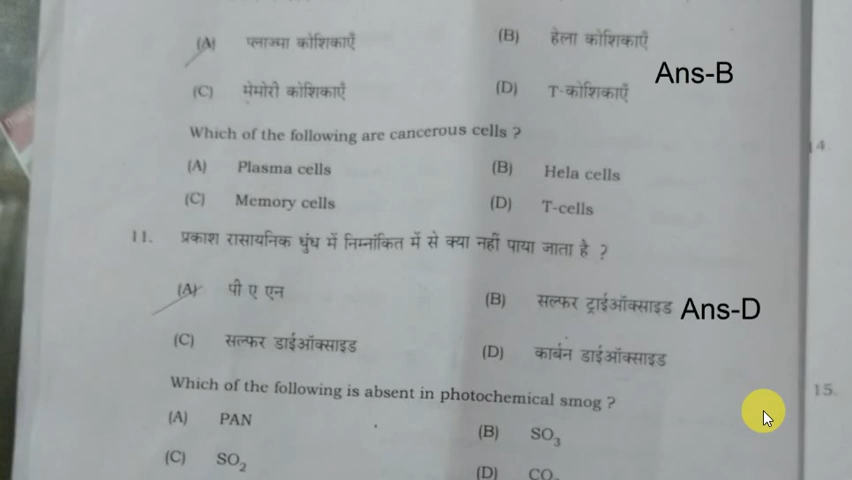 (A) प्लाज्मा कोशिकाएँ (B) हेला कोशिकाएँ
Ans-B
(C) मेमोरी कोशिकाएँ (D) T-कोशिकाएँ
Which of the following are cancerous cells ?
(A) Plasma cells (B) Hela cells
(C) Memory cells (D) T-cells
11. प्रकाश रासायनिक धुंध में निम्नांकित में से क्या नहीं पाया जाता है ?
(A) पी ए एन (B) सल्फर ट्राईऑक्साइड Ans-D
(C) सल्फर डाईऑक्साइड (D) कार्बन डाईऑक्साइड
Which of the following is absent in photochemical smog ?
(A) PAN (B) SO₃
(C) SO₂ (D) CO
14.
15.